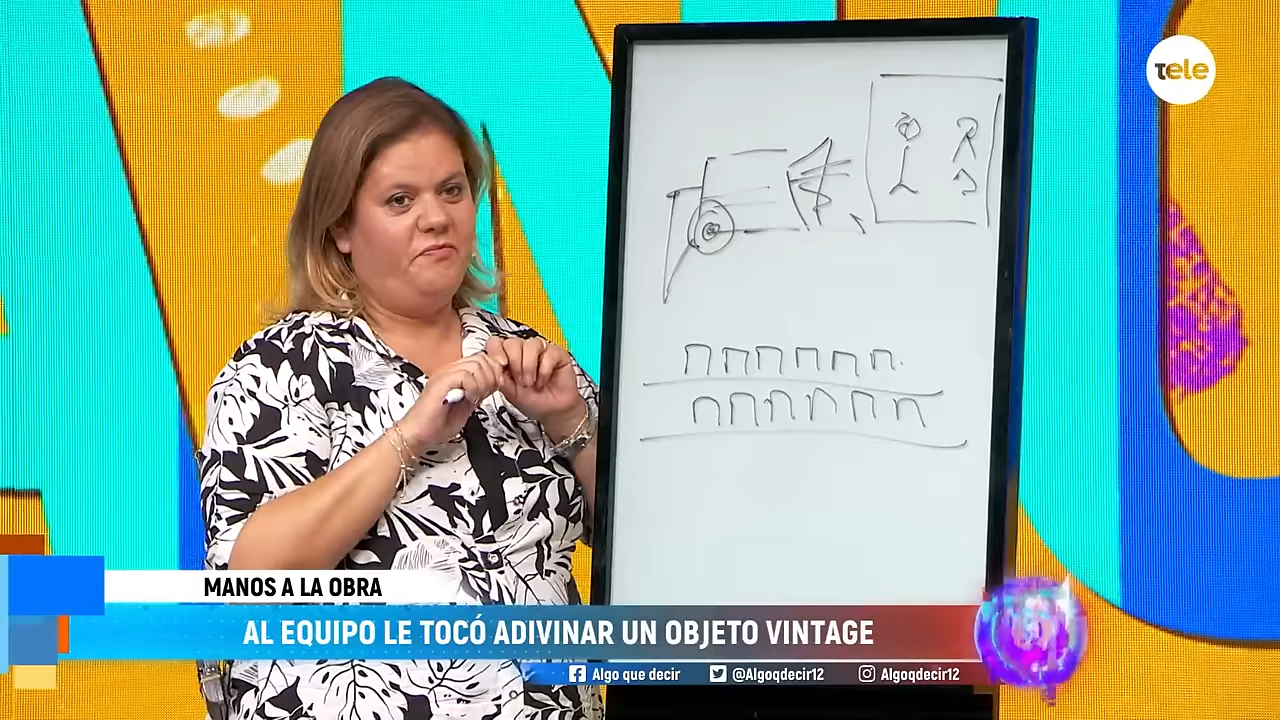 Tele
MANOS A LA OBRA
AL EQUIPO LE TOCÓ ADIVINAR UN OBJETO VINTAGE
Algo que decir
@Algoqdecir12
Algoqdecir12